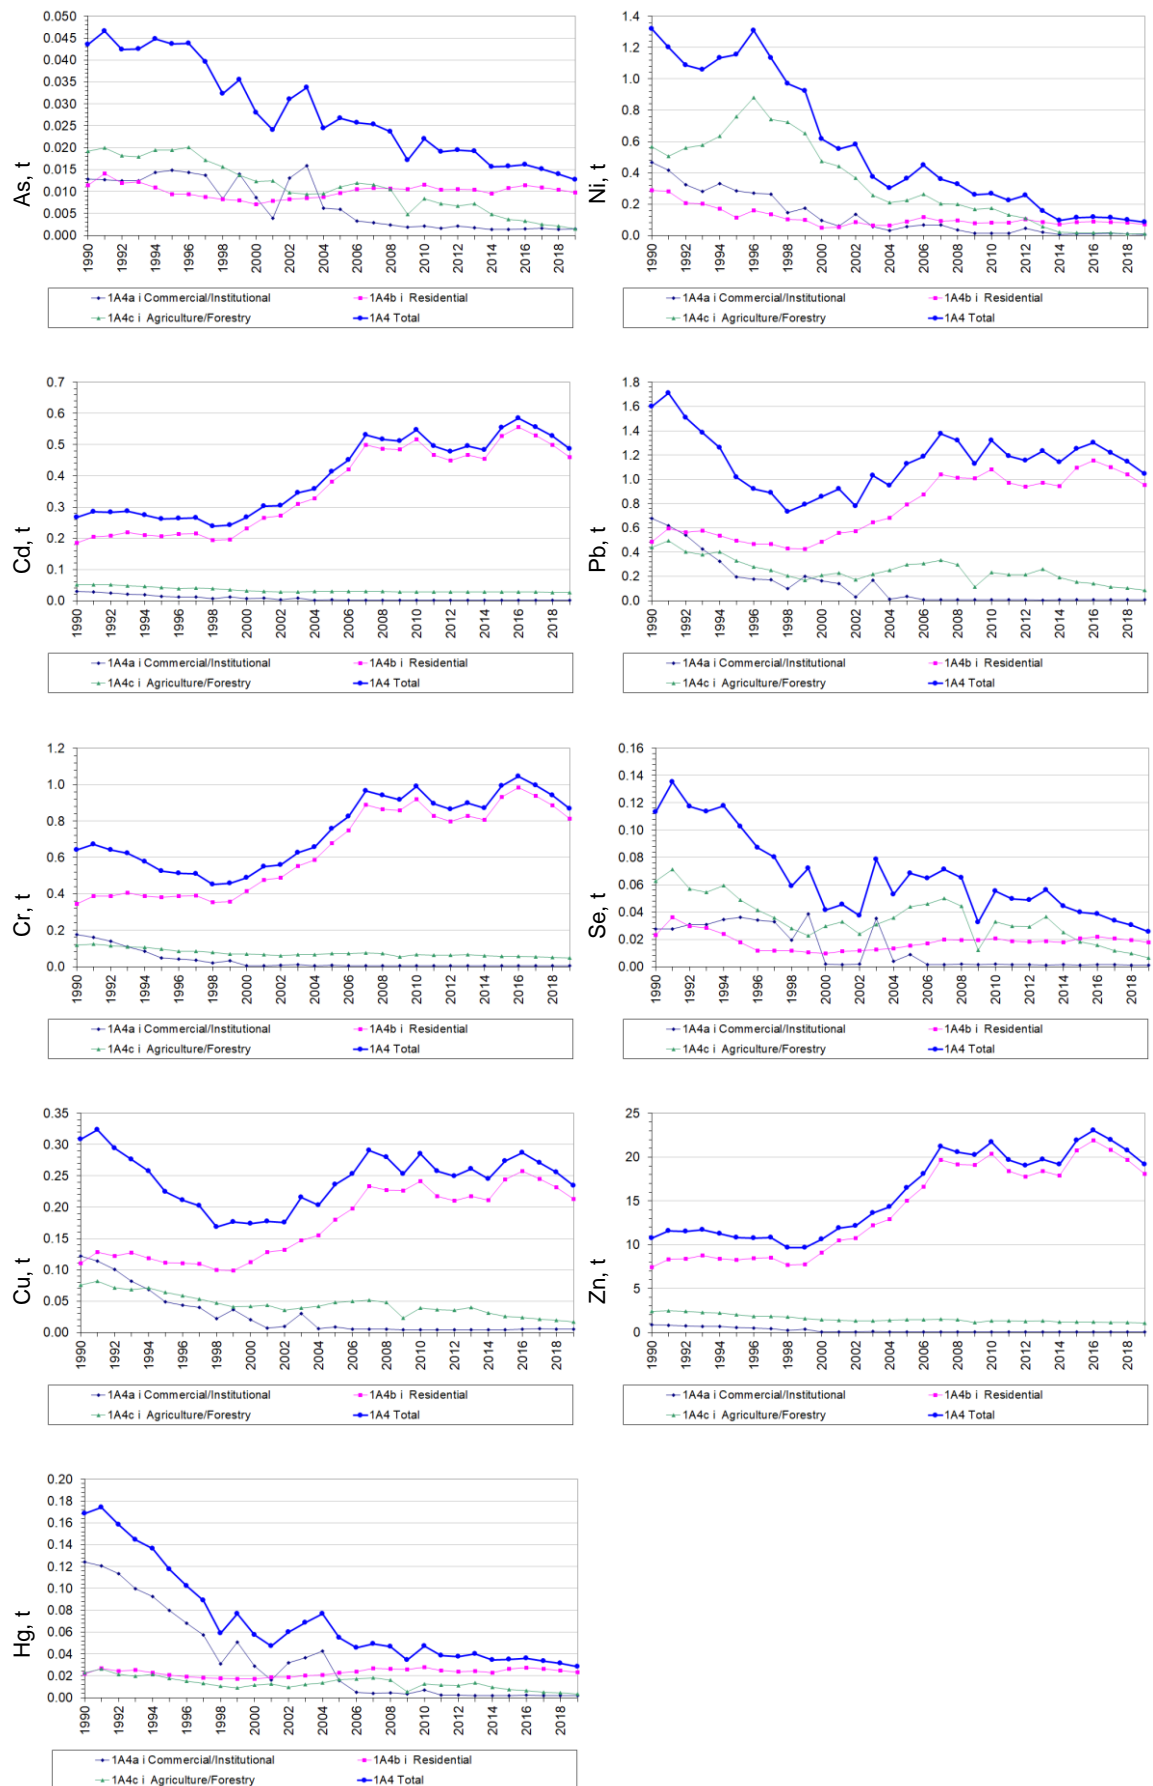 As, t
0.050
0.045
0.040
0.035
0.030
0.025
0.020
0.015
0.010
0.005
0.000
1990 1992 1994 1996 1998 2000 2002 2004 2006 2008 2010 2012 2014 2016 2018
1A4a i Commercial/Institutional 1A4b i Residential
1A4c i Agriculture/Forestry 1A4 Total
Ni, t
1.4
1.2
1.0
0.8
0.6
0.4
0.2
0.0
1990 1992 1994 1996 1998 2000 2002 2004 2006 2008 2010 2012 2014 2016 2018
1A4a i Commercial/Institutional 1A4b i Residential
1A4c i Agriculture/Forestry 1A4 Total
Cd, t
0.7
0.6
0.5
0.4
0.3
0.2
0.1
0.0
1990 1992 1994 1996 1998 2000 2002 2004 2006 2008 2010 2012 2014 2016 2018
1A4a i Commercial/Institutional 1A4b i Residential
1A4c i Agriculture/Forestry 1A4 Total
Pb, t
1.8
1.6
1.4
1.2
1.0
0.8
0.6
0.4
0.2
0.0
1990 1992 1994 1996 1998 2000 2002 2004 2006 2008 2010 2012 2014 2016 2018
1A4a i Commercial/Institutional 1A4b i Residential
1A4c i Agriculture/Forestry 1A4 Total
Cr, t
1.2
1.0
0.8
0.6
0.4
0.2
0.0
1990 1992 1994 1996 1998 2000 2002 2004 2006 2008 2010 2012 2014 2016 2018
1A4a i Commercial/Institutional 1A4b i Residential
1A4c i Agriculture/Forestry 1A4 Total
Se, t
0.16
0.14
0.12
0.10
0.08
0.06
0.04
0.02
0.00
1990 1992 1994 1996 1998 2000 2002 2004 2006 2008 2010 2012 2014 2016 2018
1A4a i Commercial/Institutional 1A4b i Residential
1A4c i Agriculture/Forestry 1A4 Total
Cu, t
0.35
0.30
0.25
0.20
0.15
0.10
0.05
0.00
1990 1992 1994 1996 1998 2000 2002 2004 2006 2008 2010 2012 2014 2016 2018
1A4a i Commercial/Institutional 1A4b i Residential
1A4c i Agriculture/Forestry 1A4 Total
Zn, t
25
20
15
10
5
0
1990 1992 1994 1996 1998 2000 2002 2004 2006 2008 2010 2012 2014 2016 2018
1A4a i Commercial/Institutional 1A4b i Residential
1A4c i Agriculture/Forestry 1A4 Total
Hg, t
0.20
0.18
0.16
0.14
0.12
0.10
0.08
0.06
0.04
0.02
0.00
1990 1992 1994 1996 1998 2000 2002 2004 2006 2008 2010 2012 2014 2016 2018
1A4a i Commercial/Institutional 1A4b i Residential
1A4c i Agriculture/Forestry 1A4 Total